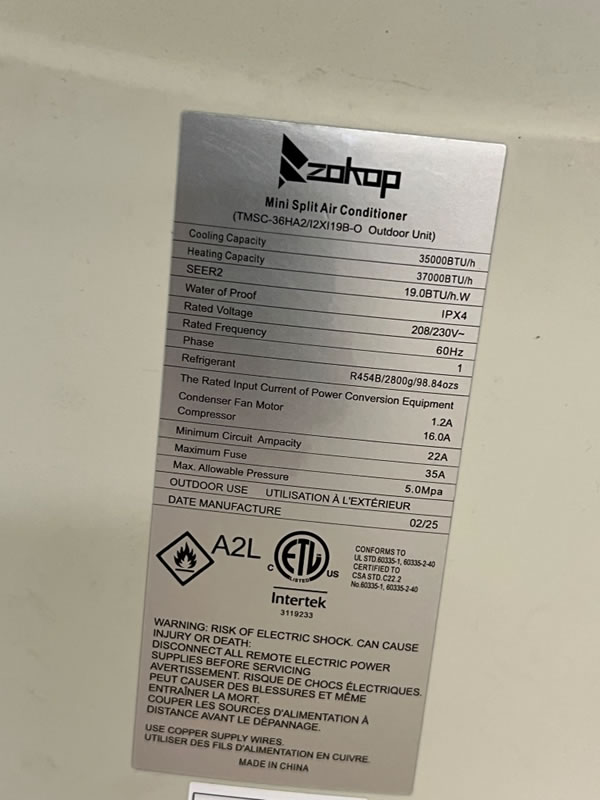 zokop
Mini Split Air Conditioner
(TMSC-36HA2/I2XI19B-O Outdoor Unit)
Cooling Capacity 35000BTU/h
Heating Capacity 37000BTU/h
SEER2 19.0BTU/h.W
Water of Proof IPX4
Rated Voltage 208/230V~
Rated Frequency 60Hz
Phase 1
Refrigerant R454B/2800g/98.84ozs
The Rated Input Current of Power Conversion Equipment
Condenser Fan Motor 1.2A
Compressor 16.0A
Minimum Circuit Ampacity 22A
Maximum Fuse 35A
Max. Allowable Pressure 5.0Mpa
OUTDOOR USE UTILISATION À L'EXTÉRIEUR
DATE MANUFACTURE 02/25
A2L
C ETL US
LISTED
Intertek
3119233
CONFORMS TO
UL STD.60335-1, 60335-2-40
CERTIFIED TO
CSA STD.C22.2
No.60335-1, 60335-2-40
WARNING: RISK OF ELECTRIC SHOCK. CAN CAUSE
INJURY OR DEATH:
DISCONNECT ALL REMOTE ELECTRIC POWER
SUPPLIES BEFORE SERVICING
AVERTISSEMENT. RISQUE DE CHOCS ÉLECTRIQUES.
PEUT CAUSER DES BLESSURES ET MÊME
ENTRAÎNER LA MORT.
COUPER LES SOURCES D'ALIMENTATION À
DISTANCE AVANT LE DÉPANNAGE.
USE COPPER SUPPLY WIRES.
UTILISER DES FILS D'ALIMENTATION EN CUIVRE.
MADE IN CHINA